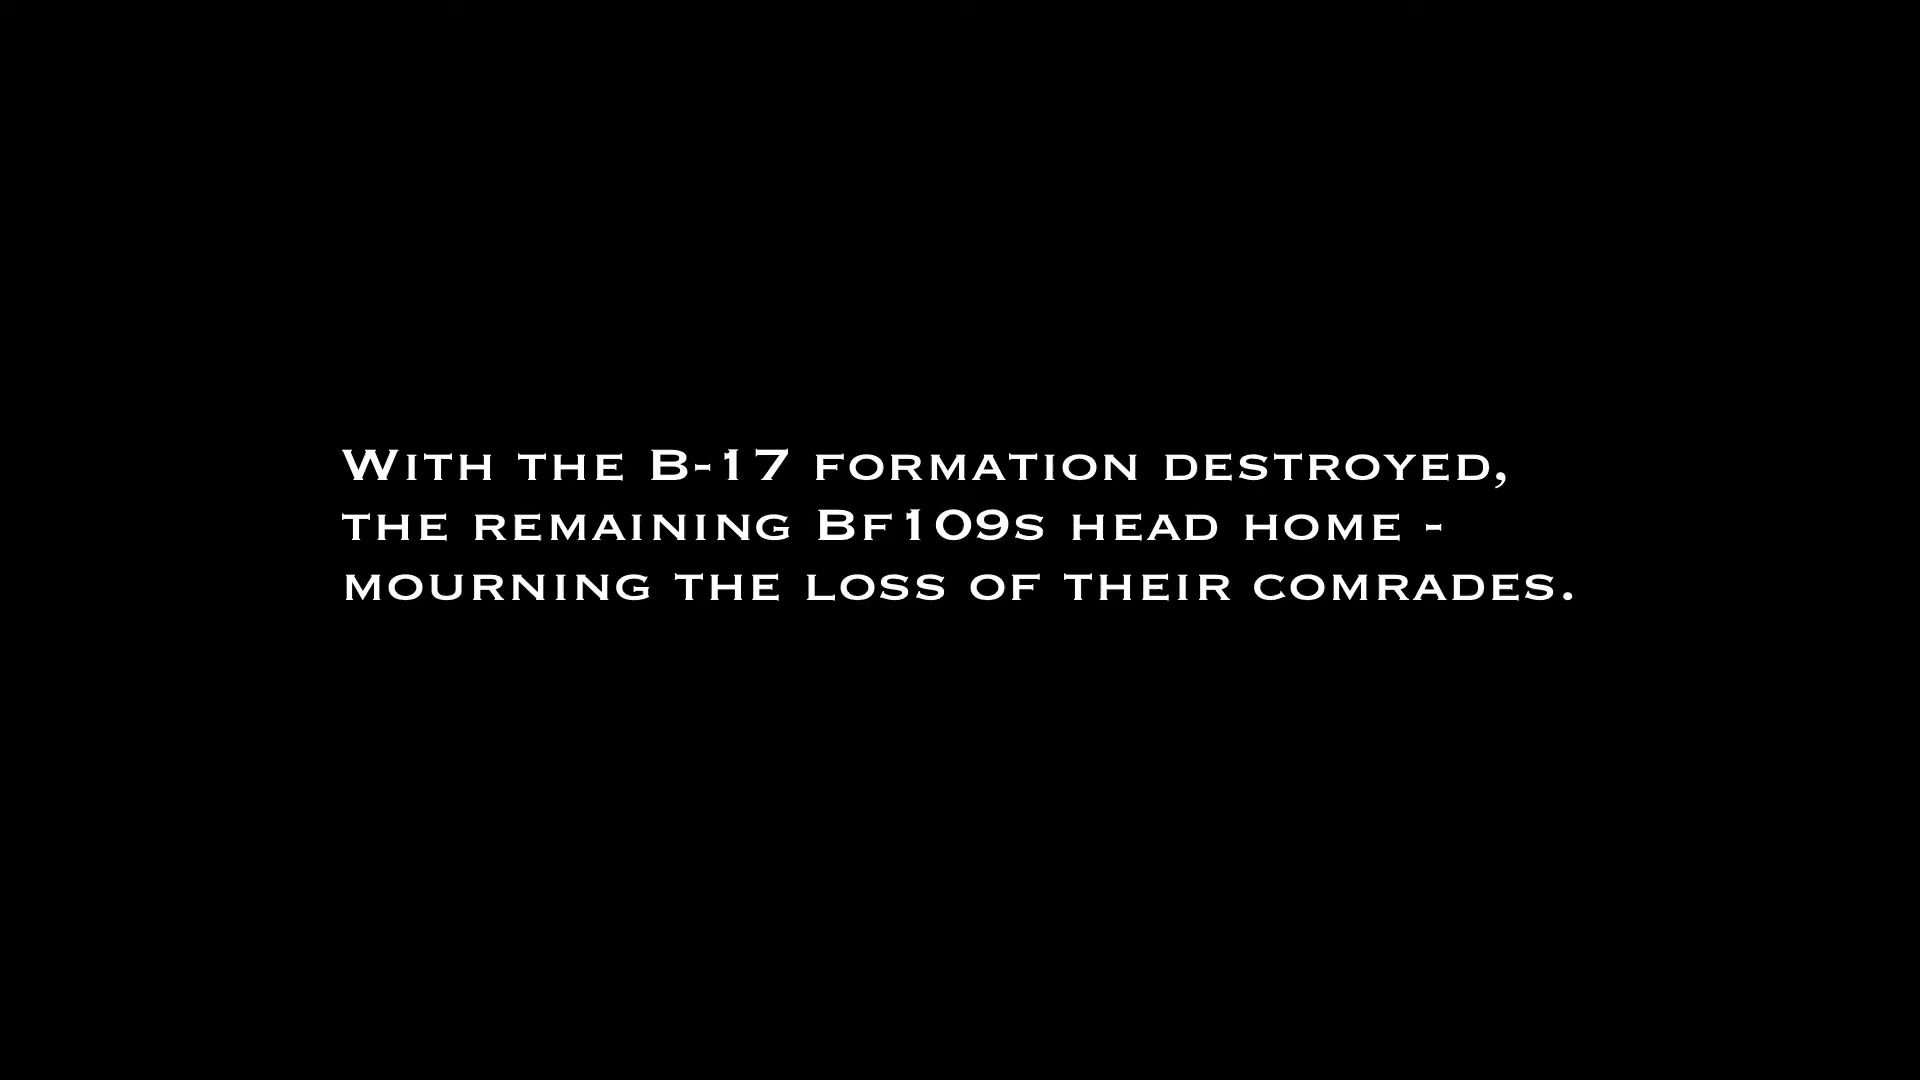 With the B-17 formation destroyed,
the remaining Bf109s head home -
mourning the loss of their comrades.